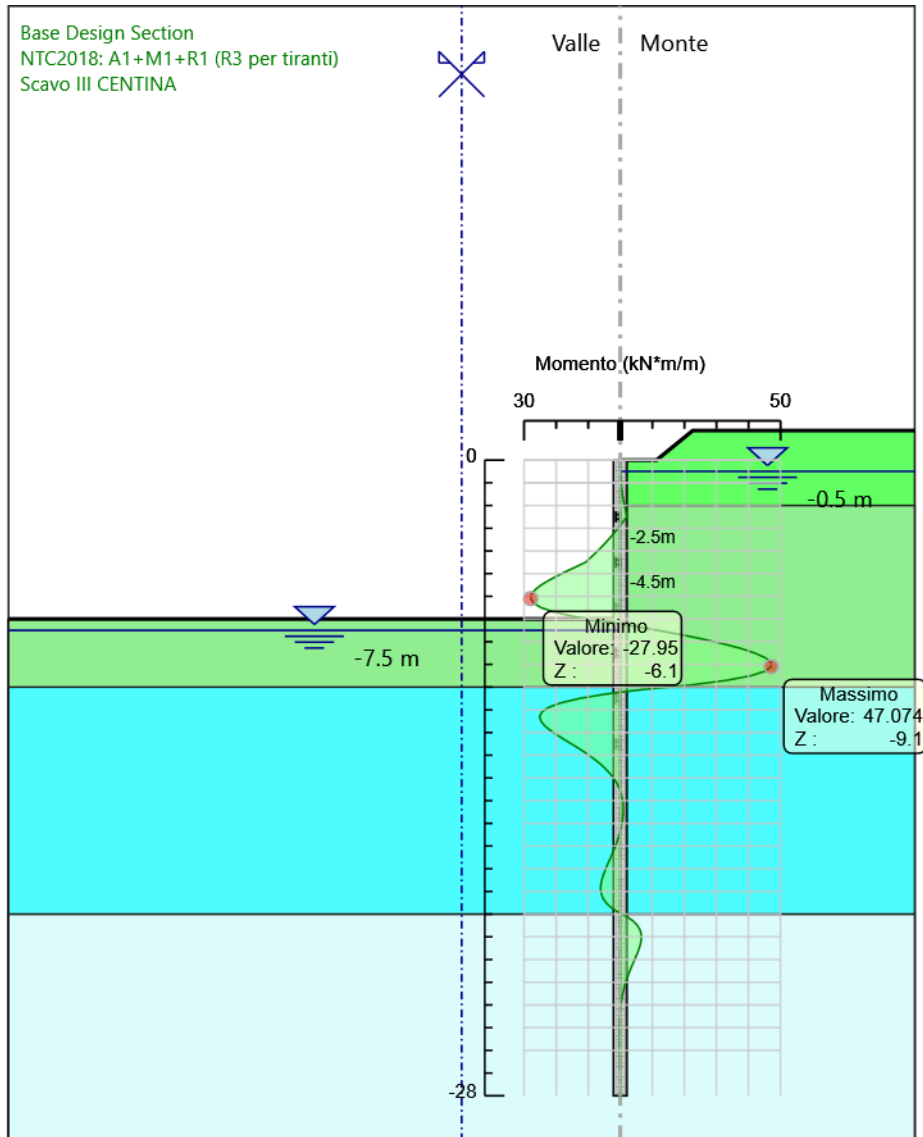 Base Design Section
NTC2018: A1+M1+R1 (R3 per tiranti)
Scavo III CENTINA
Valle
Monte
Momento (kN*m/m)
30
50
0
-0.5 m
-2.5m
-4.5m
Minimo
Valore: -27.95
Z : -6.1
-7.5 m
Massimo
Valore: 47.074
Z : -9.1
-28